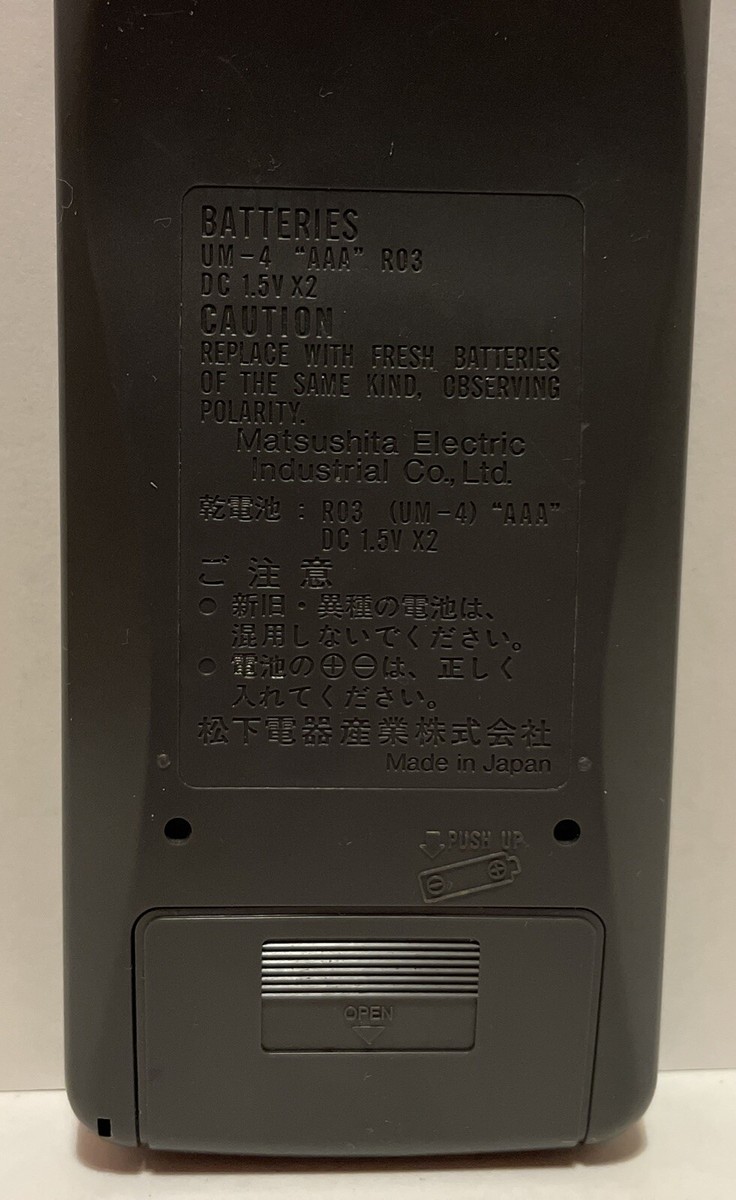 BATTERIES
UM-4 “AAA” R03
DC 1.5V X2
CAUTION
REPLACE WITH FRESH BATTERIES
OF THE SAME KIND, OBSERVING
POLARITY.
Matsushita Electric
Industrial Co., Ltd.
乾電池 : R03 (UM-4) “AAA”
DC 1.5V X2
ご注意
○ 新旧・異種の電池は、
混用しないでください。
○ 電池の⊕⊖は、正しく
入れてください。
松下電器産業株式会社
Made in Japan
PUSH UP
⊖ ⊕
OPEN